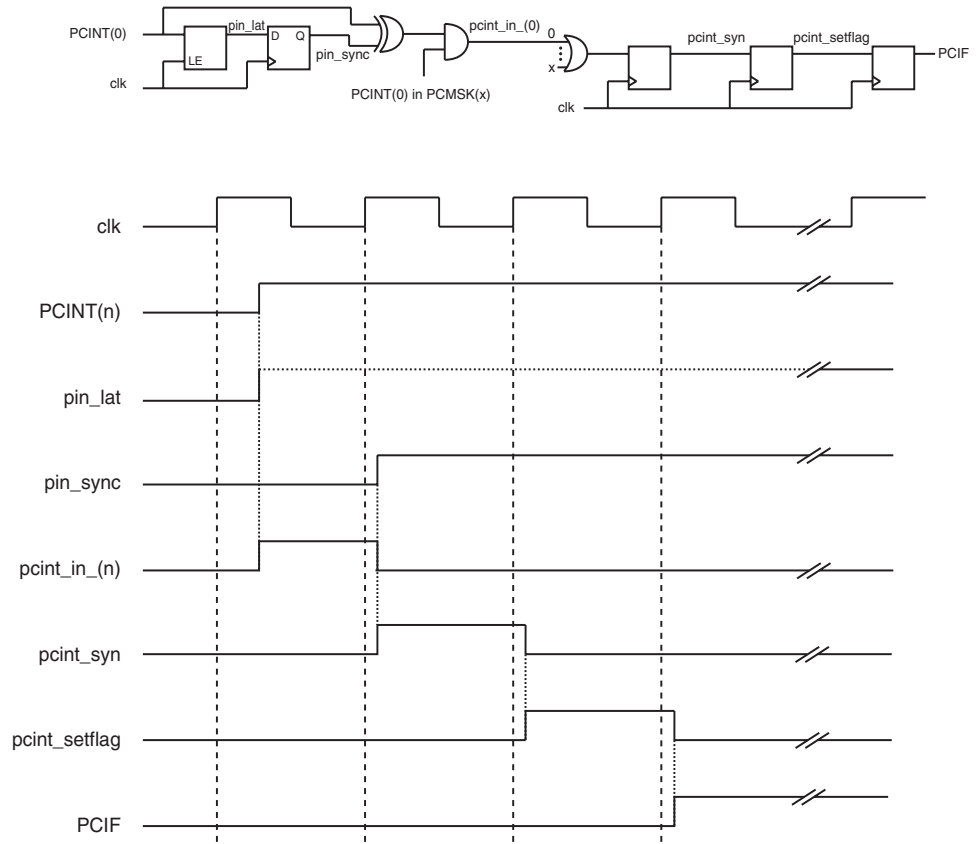 PCINT(0)
pin_lat
D Q
LE
pin_sync
clk
pcint_in_(0)
0
x
PCINT(0) in PCMSK(x)
clk
pcint_syn
pcint_setflag
PCIF
clk
PCINT(n)
pin_lat
pin_sync
pcint_in_(n)
pcint_syn
pcint_setflag
PCIF